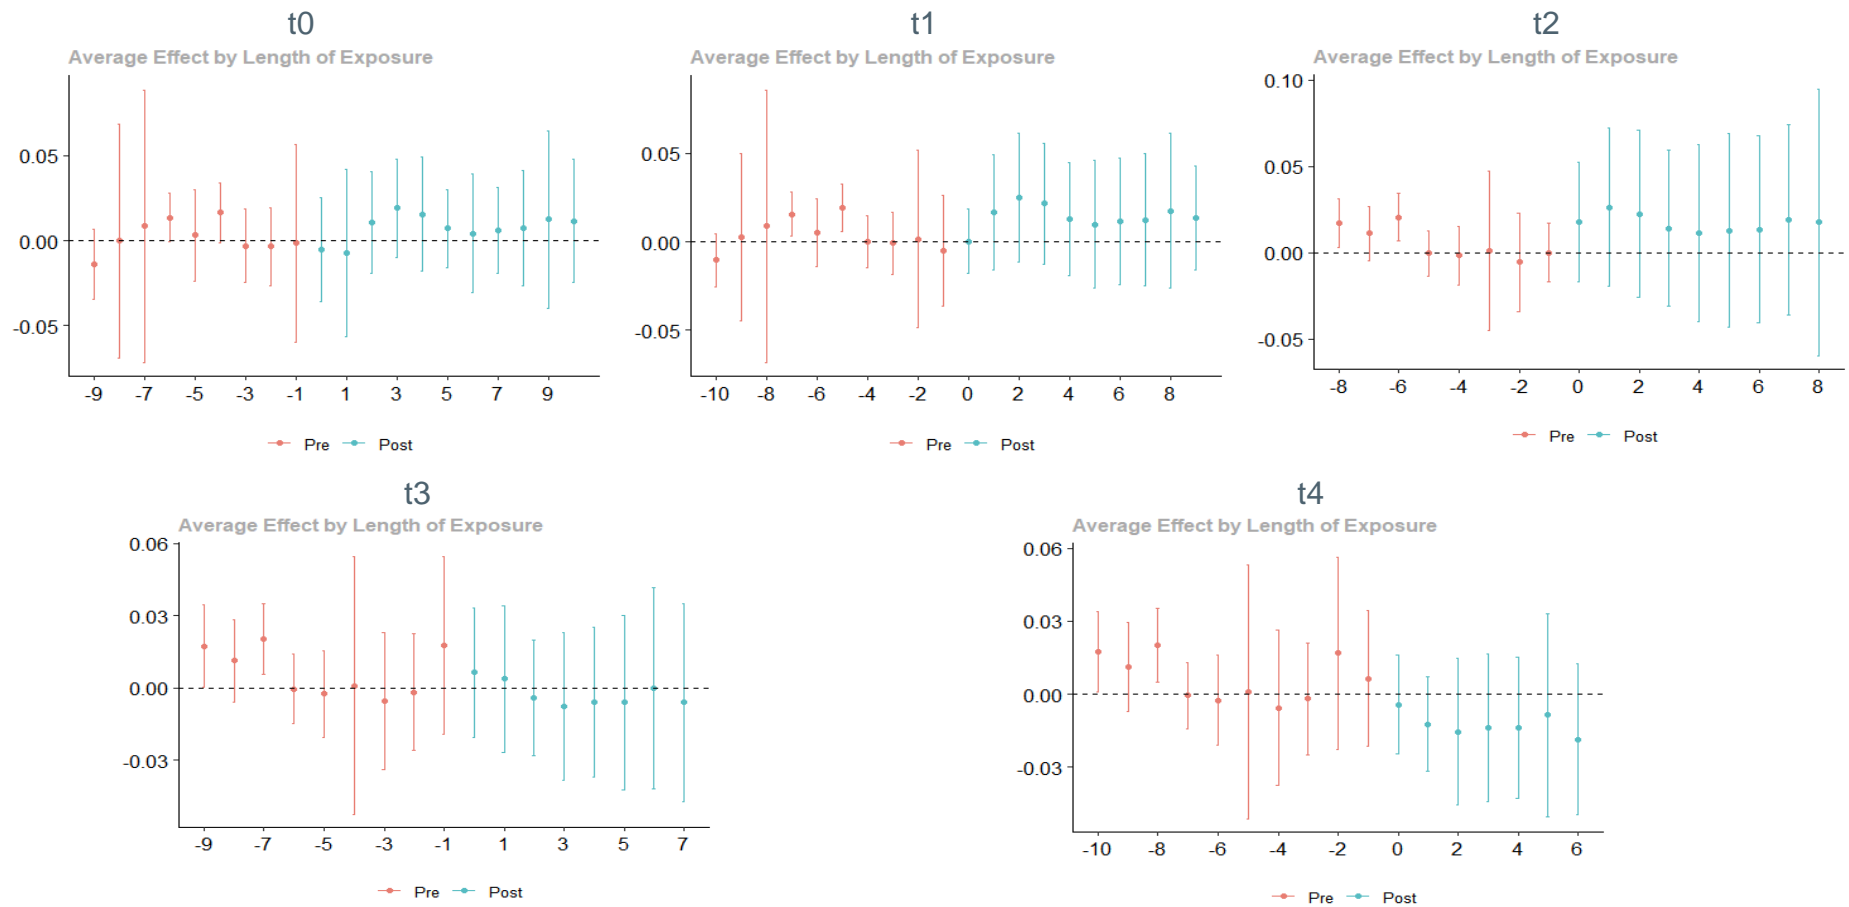 t0
Average Effect by Length of Exposure
0.05
0.00
-0.05
-9 -7 -5 -3 -1 1 3 5 7 9
Pre Post
t1
Average Effect by Length of Exposure
0.05
0.00
-0.05
-10 -8 -6 -4 -2 0 2 4 6 8
Pre Post
t2
Average Effect by Length of Exposure
0.10
0.05
0.00
-0.05
-8 -6 -4 -2 0 2 4 6 8
Pre Post
t3
Average Effect by Length of Exposure
0.06
0.03
0.00
-0.03
-9 -7 -5 -3 -1 1 3 5 7
Pre Post
t4
Average Effect by Length of Exposure
0.06
0.03
0.00
-0.03
-10 -8 -6 -4 -2 0 2 4 6
Pre Post